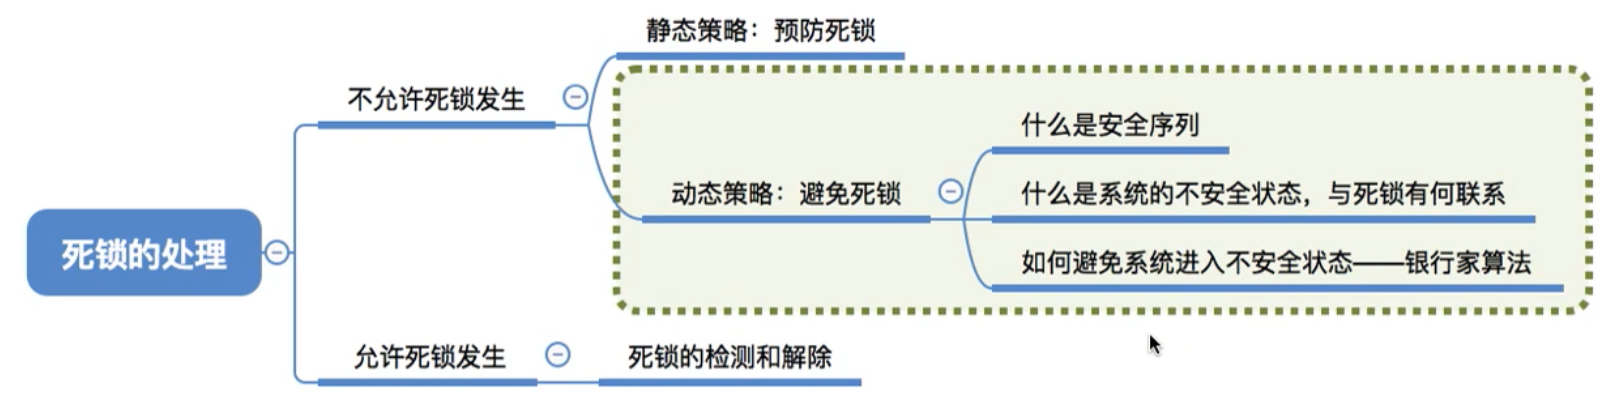 静态策略：预防死锁
不允许死锁发生
什么是安全序列
动态策略：避免死锁
什么是系统的不安全状态，与死锁有何联系
死锁的处理
如何避免系统进入不安全状态——银行家算法
允许死锁发生
死锁的检测和解除